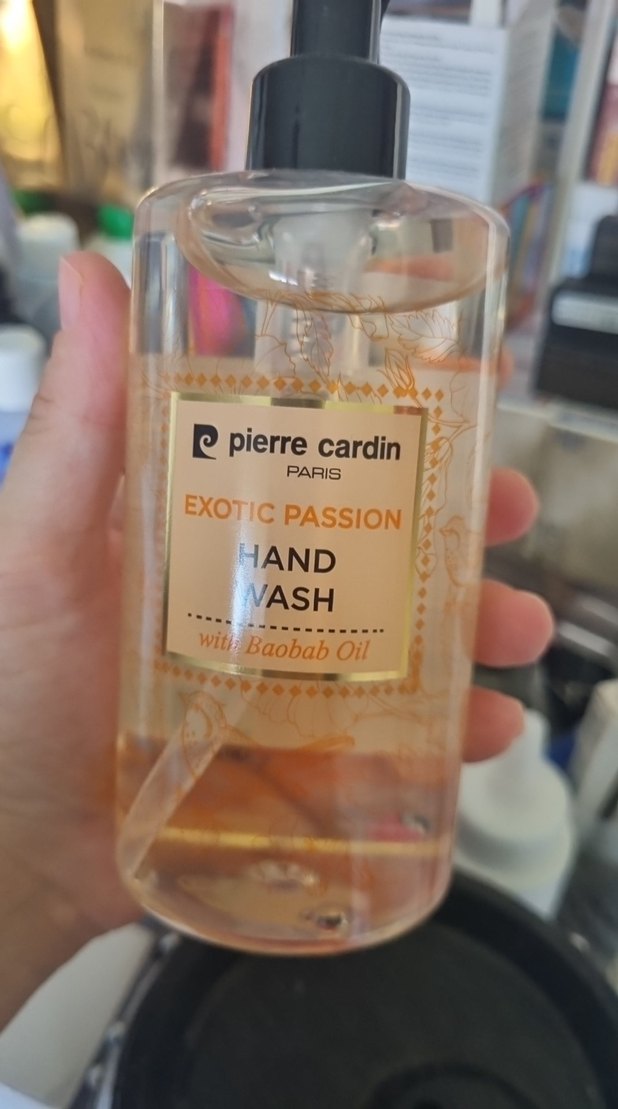 pierre cardin
PARIS
EXOTIC PASSION
HAND
WASH
with Baobab Oil